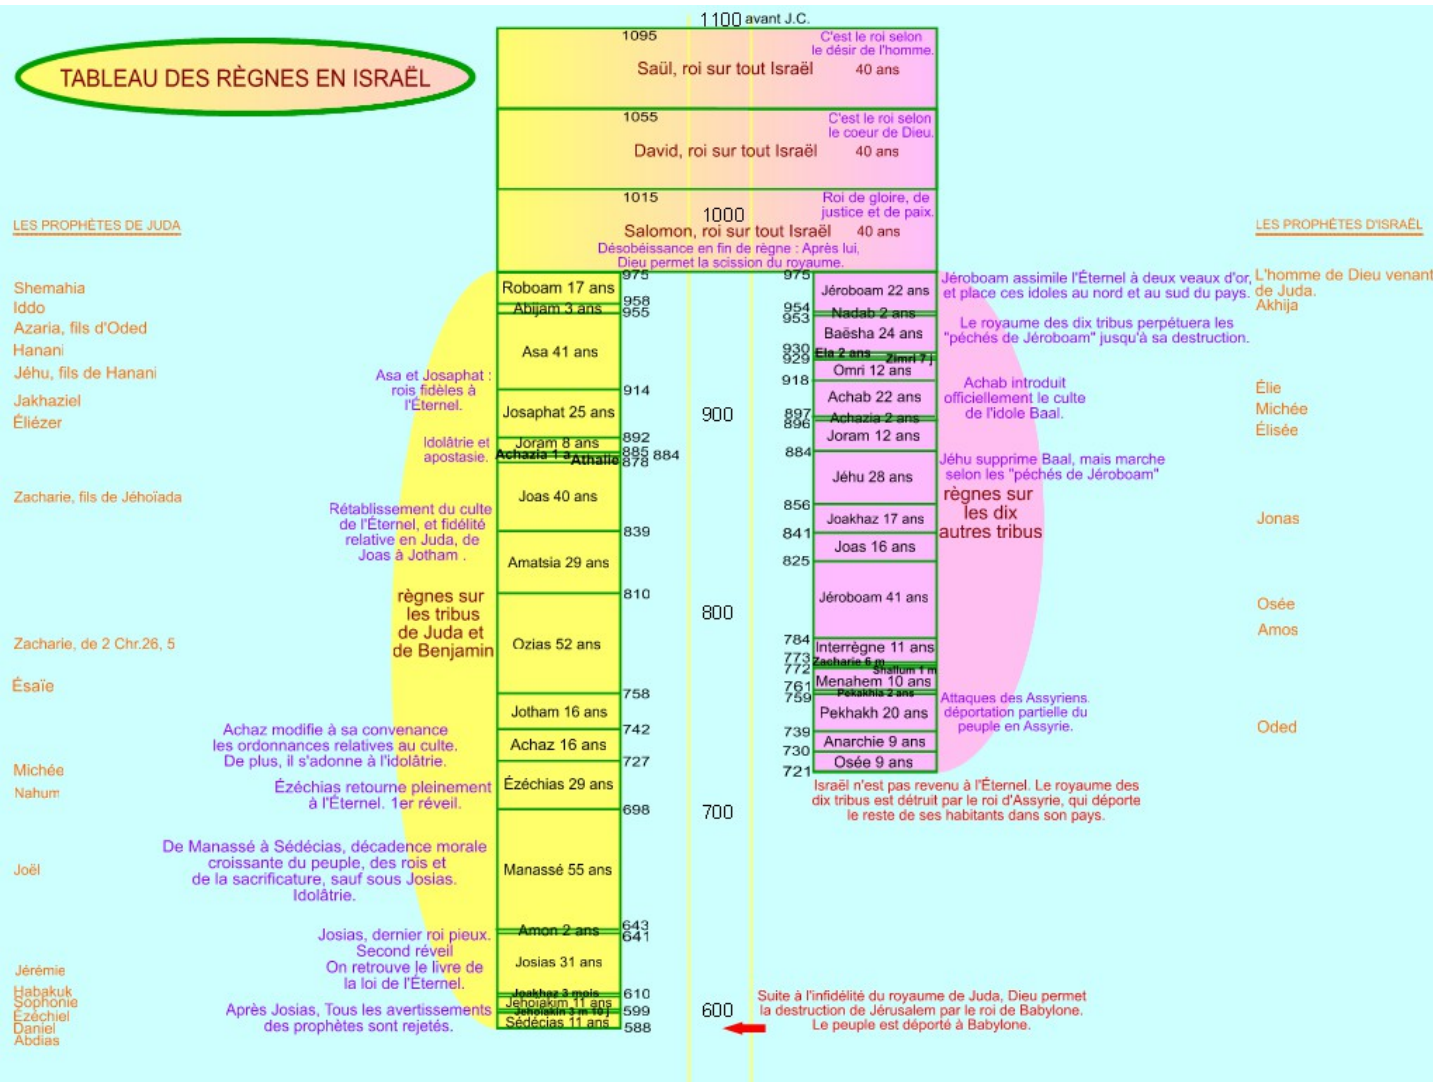 1100 avant J.C.
TABLEAU DES RÈGNES EN ISRAËL
1095
C'est le roi selon
le désir de l'homme.
Saül, roi sur tout Israël 40 ans
1055
C'est le roi selon
le coeur de Dieu.
David, roi sur tout Israël 40 ans
1015
Roi de gloire, de
justice et de paix.
1000
Salomon, roi sur tout Israël 40 ans
Désobéissance en fin de règne : Après lui,
Dieu permet la scission du royaume.
LES PROPHÈTES DE JUDA
Shemahia
Iddo
Azaria, fils d'Oded
Hanani
Jéhu, fils de Hanani
Jakhaziel
Éliézer
Zacharie, fils de Jéhoïada
Zacharie, de 2 Chr.26, 5
Ésaïe
Michée
Nahum
Joël
Jérémie
Habakuk
Sophonie
Ézéchiel
Daniel
Abdias
Asa et Josaphat :
rois fidèles à
l'Éternel.
Idolâtrie et
apostasie.
Rétablissement du culte
de l'Éternel, et fidélité
relative en Juda, de
Joas à Jotham .
règnes sur
les tribus
de Juda et
de Benjamin
Achaz modifie à sa convenance
les ordonnances relatives au culte.
De plus, il s'adonne à l'idolâtrie.
Ézéchias retourne pleinement
à l'Éternel. 1er réveil.
De Manassé à Sédécias, décadence morale
croissante du peuple, des rois et
de la sacrificature, sauf sous Josias.
Idolâtrie.
Josias, dernier roi pieux.
Second réveil
On retrouve le livre de
la loi de l'Éternel.
Après Josias, Tous les avertissements
des prophètes sont rejetés.
975
Roboam 17 ans
958
Abijam 3 ans
955
Asa 41 ans
914
Josaphat 25 ans
892
Joram 8 ans
885
Achazia 1 a
884
Athalie
878
Joas 40 ans
839
Amatsia 29 ans
810
Ozias 52 ans
758
Jotham 16 ans
742
Achaz 16 ans
727
Ézéchias 29 ans
698
Manassé 55 ans
643
Amon 2 ans
641
Josias 31 ans
610
Joakhaz 3 mois
Jehoïakim 11 ans
599
Jehoïakin 3 m 10 j
Sédécias 11 ans
588
900
800
700
600
975
Jéroboam 22 ans
954
Nadab 2 ans
953
Baësha 24 ans
930
Ela 2 ans
929
Zimri 7 j
Omri 12 ans
918
Achab 22 ans
897
Achazia 2 ans
896
Joram 12 ans
884
Jéhu 28 ans
856
Joakhaz 17 ans
841
Joas 16 ans
825
Jéroboam 41 ans
784
Interrègne 11 ans
773
Zacharie 6 m
772
Shallum 1 m
Menahem 10 ans
761
Pekakhia 2 ans
759
Pekhakh 20 ans
739
Anarchie 9 ans
730
Osée 9 ans
721
Jéroboam assimile l'Éternel à deux veaux d'or,
et place ces idoles au nord et au sud du pays.
Le royaume des dix tribus perpétuera les
"péchés de Jéroboam" jusqu'à sa destruction.
Achab introduit
officiellement le culte
de l'idole Baal.
Jéhu supprime Baal, mais marche
selon les "péchés de Jéroboam"
règnes sur
les dix
autres tribus
Attaques des Assyriens.
déportation partielle du
peuple en Assyrie.
Israël n'est pas revenu à l'Éternel. Le royaume des
dix tribus est détruit par le roi d'Assyrie, qui déporte
le reste de ses habitants dans son pays.
Suite à l'infidélité du royaume de Juda, Dieu permet
la destruction de Jérusalem par le roi de Babylone.
Le peuple est déporté à Babylone.
LES PROPHÈTES D'ISRAËL
L'homme de Dieu venant
de Juda.
Akhija
Élie
Michée
Élisée
Jonas
Osée
Amos
Oded